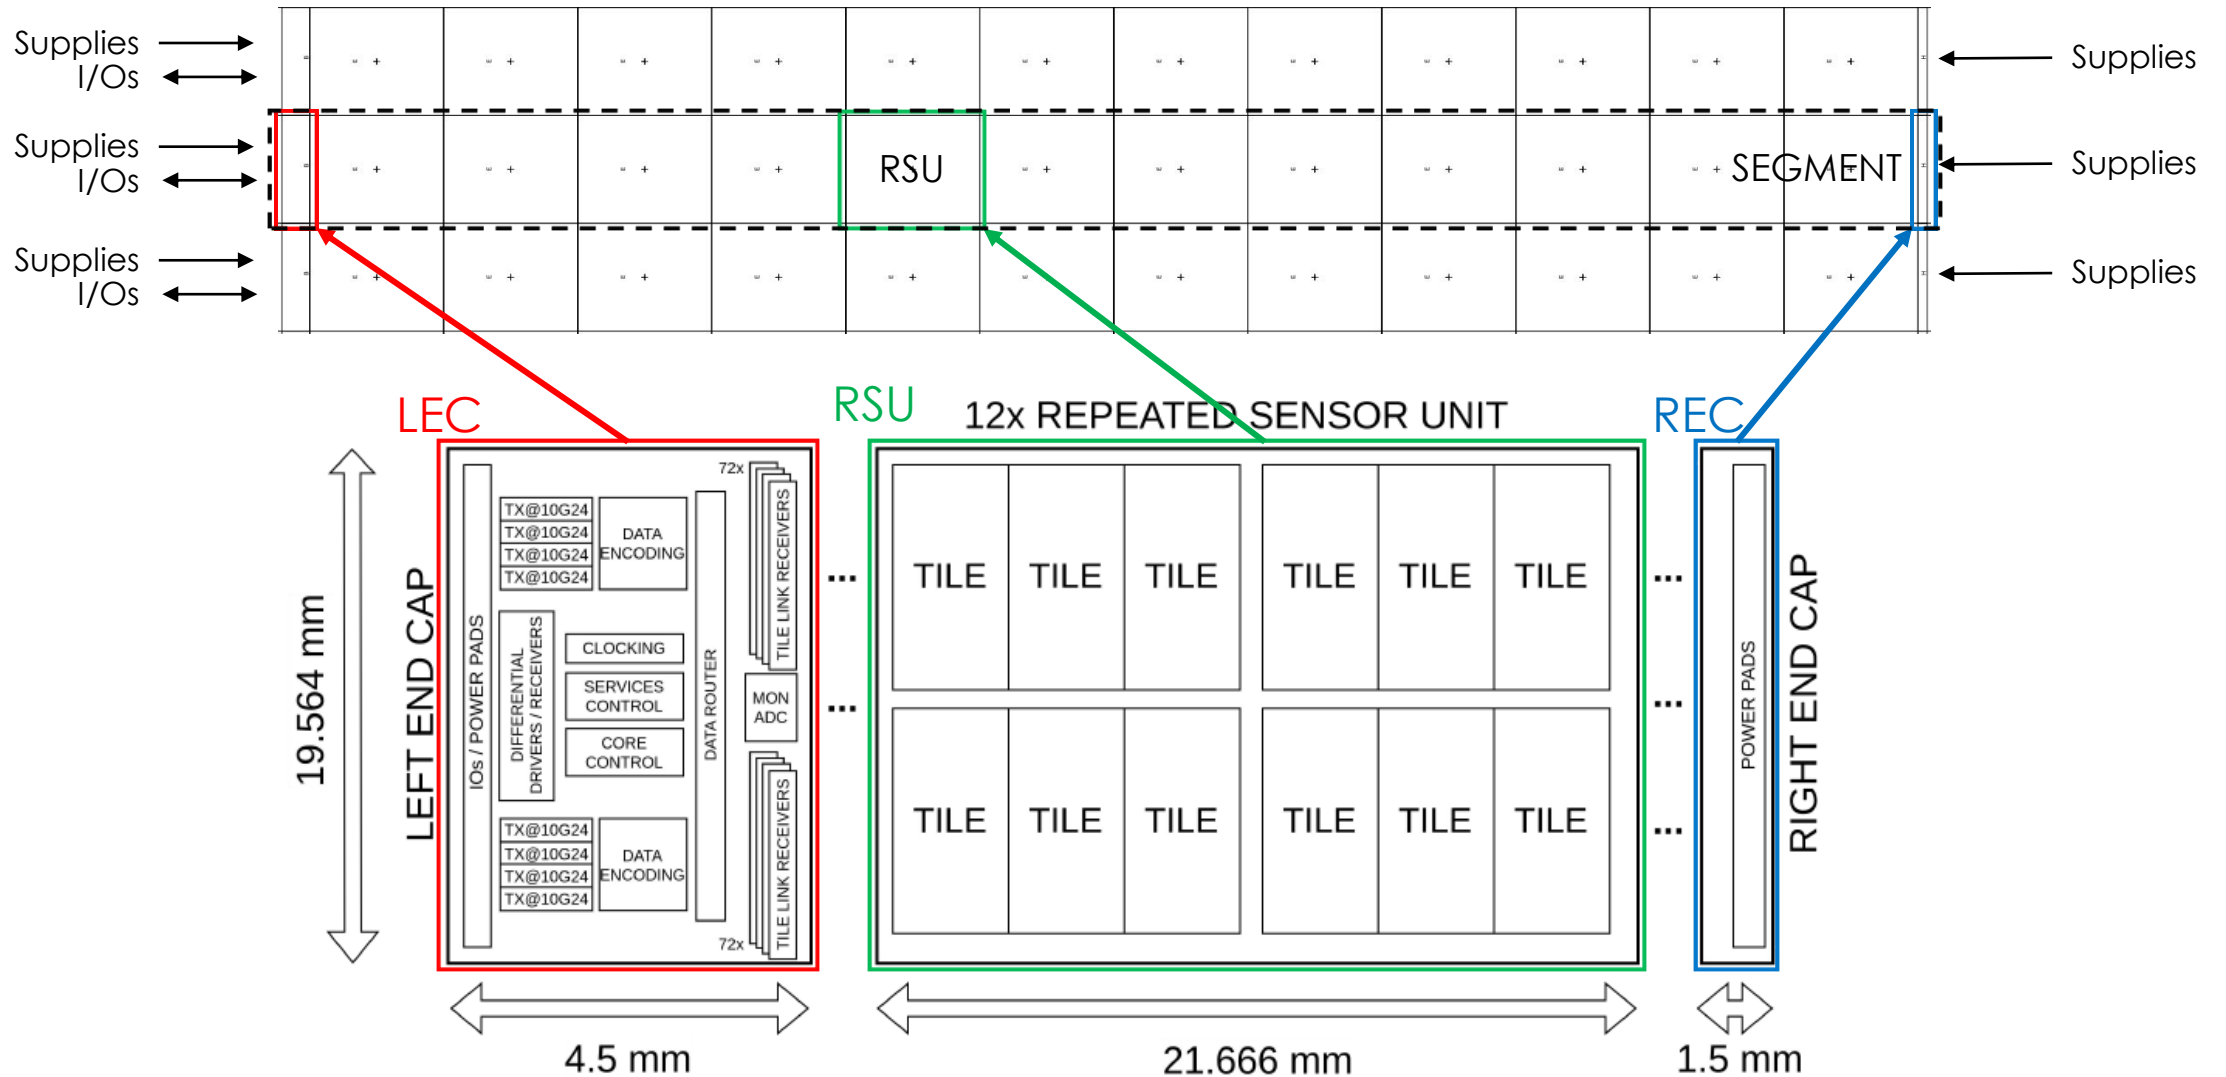 Supplies
I/Os
Supplies
Supplies
I/Os
RSU
SEGMENT
Supplies
Supplies
I/Os
Supplies
LEC
RSU
12x REPEATED SENSOR UNIT
REC
19.564 mm
LEFT END CAP
IOs / POWER PADS
TX@10G24
TX@10G24
TX@10G24
TX@10G24
DATA
ENCODING
DIFFERENTIAL
DRIVERS / RECEIVERS
CLOCKING
SERVICES
CONTROL
CORE
CONTROL
TX@10G24
TX@10G24
TX@10G24
TX@10G24
DATA
ENCODING
DATA ROUTER
72x
TILE LINK RECEIVERS
MON
ADC
72x
TILE LINK RECEIVERS
...
...
TILE TILE TILE TILE TILE TILE
TILE TILE TILE TILE TILE TILE
...
...
...
POWER PADS
RIGHT END CAP
4.5 mm
21.666 mm
1.5 mm